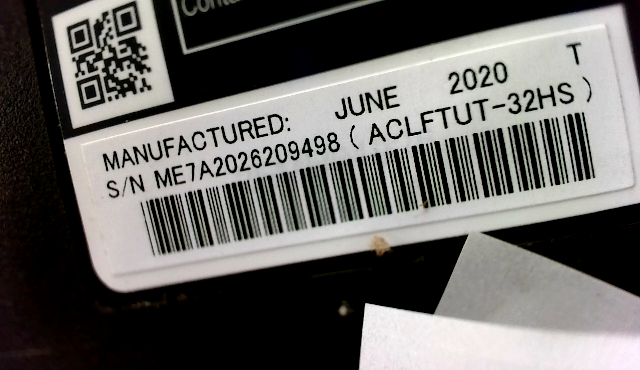 MANUFACTURED: JUNE 2020 T
S/N ME7A2026209498 ( ACLFTUT-32HS )